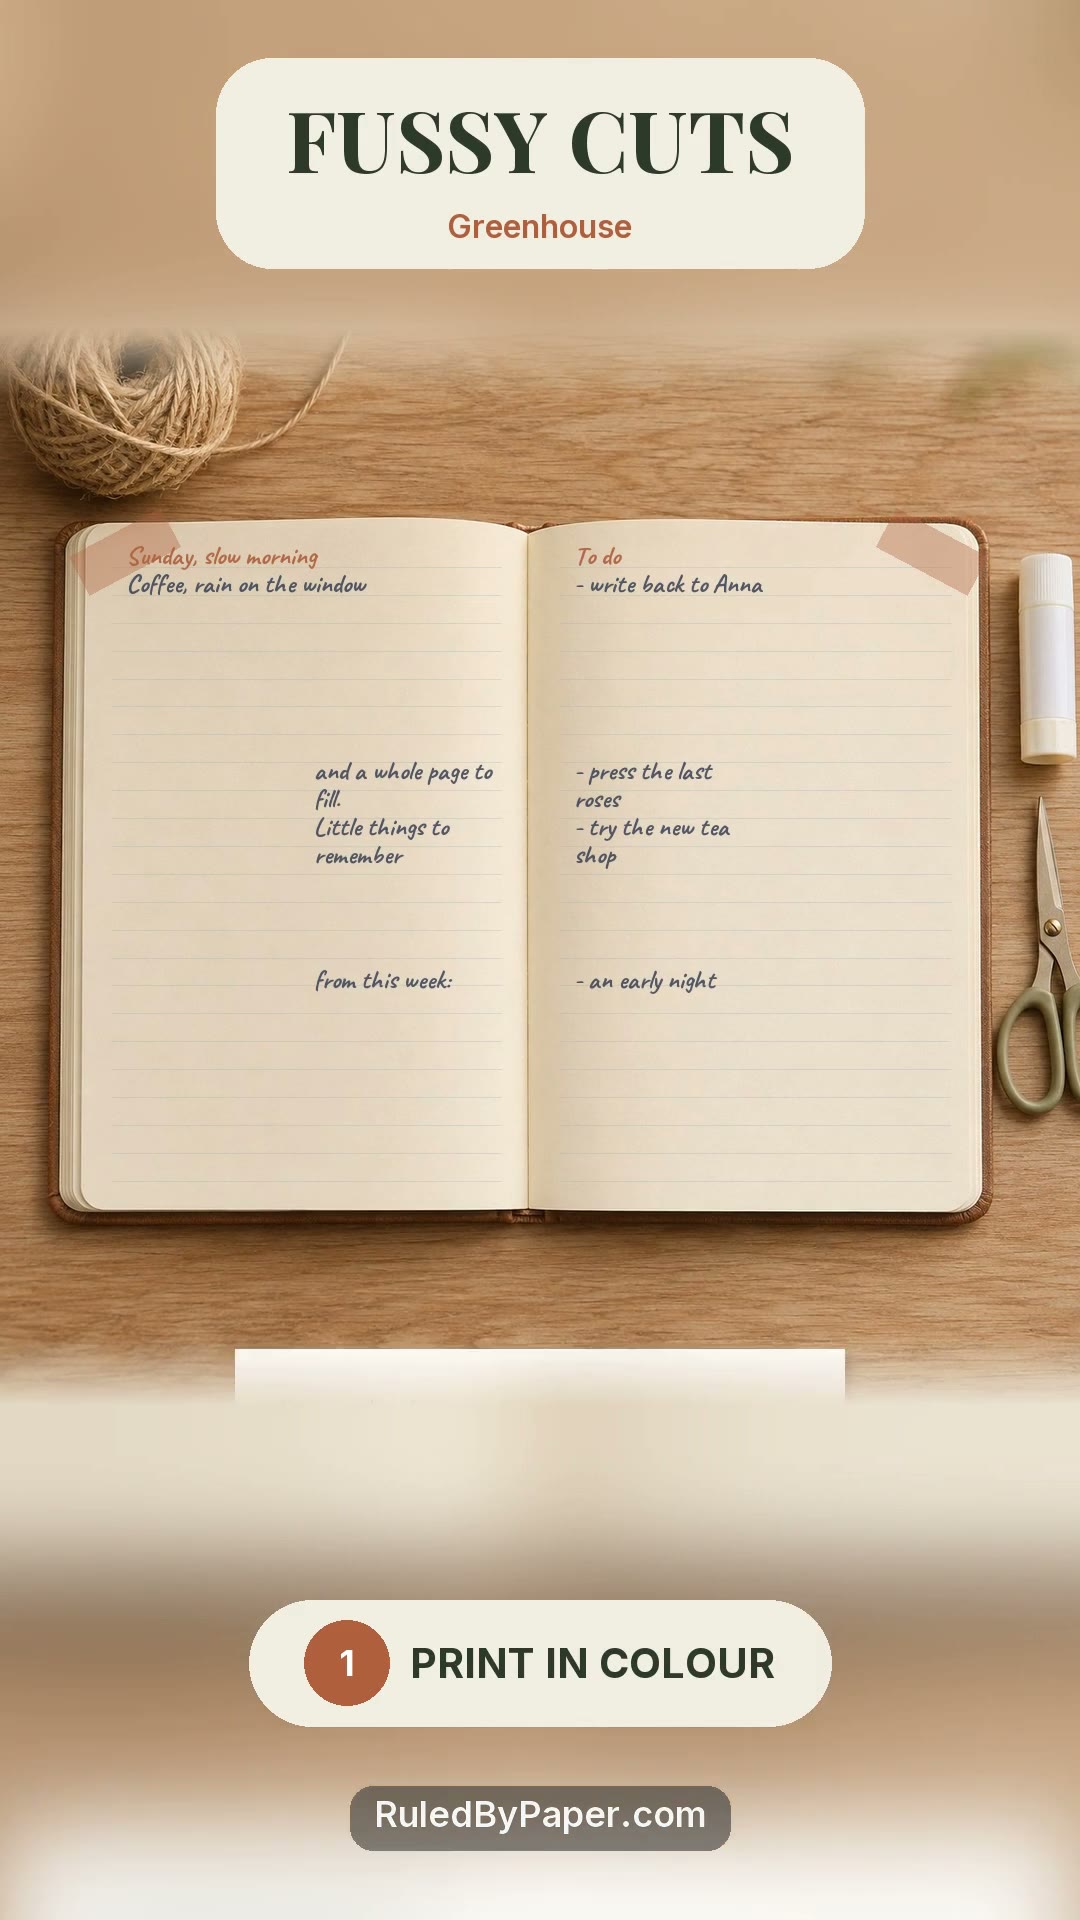 FUSSY CUTS
Greenhouse
Sunday, slow morning
Coffee, rain on the window
and a whole page to
fill.
Little things to
remember
from this week:
To do
- write back to Anna
- press the last
roses
- try the new tea
shop
- an early night
1 PRINT IN COLOUR
RuledByPaper.com